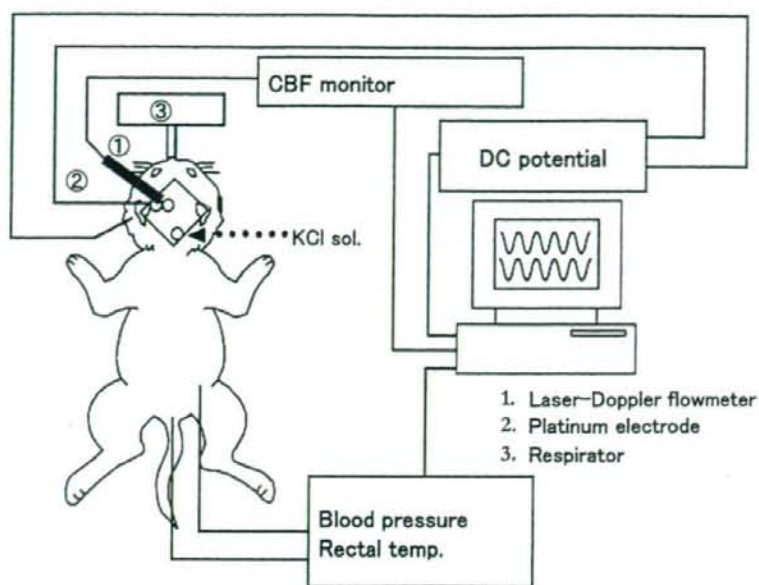 CBF monitor
③
①
②
DC potential
KCl sol.
1. Laser-Doppler flowmeter
2. Platinum electrode
3. Respirator
Blood pressure
Rectal temp.